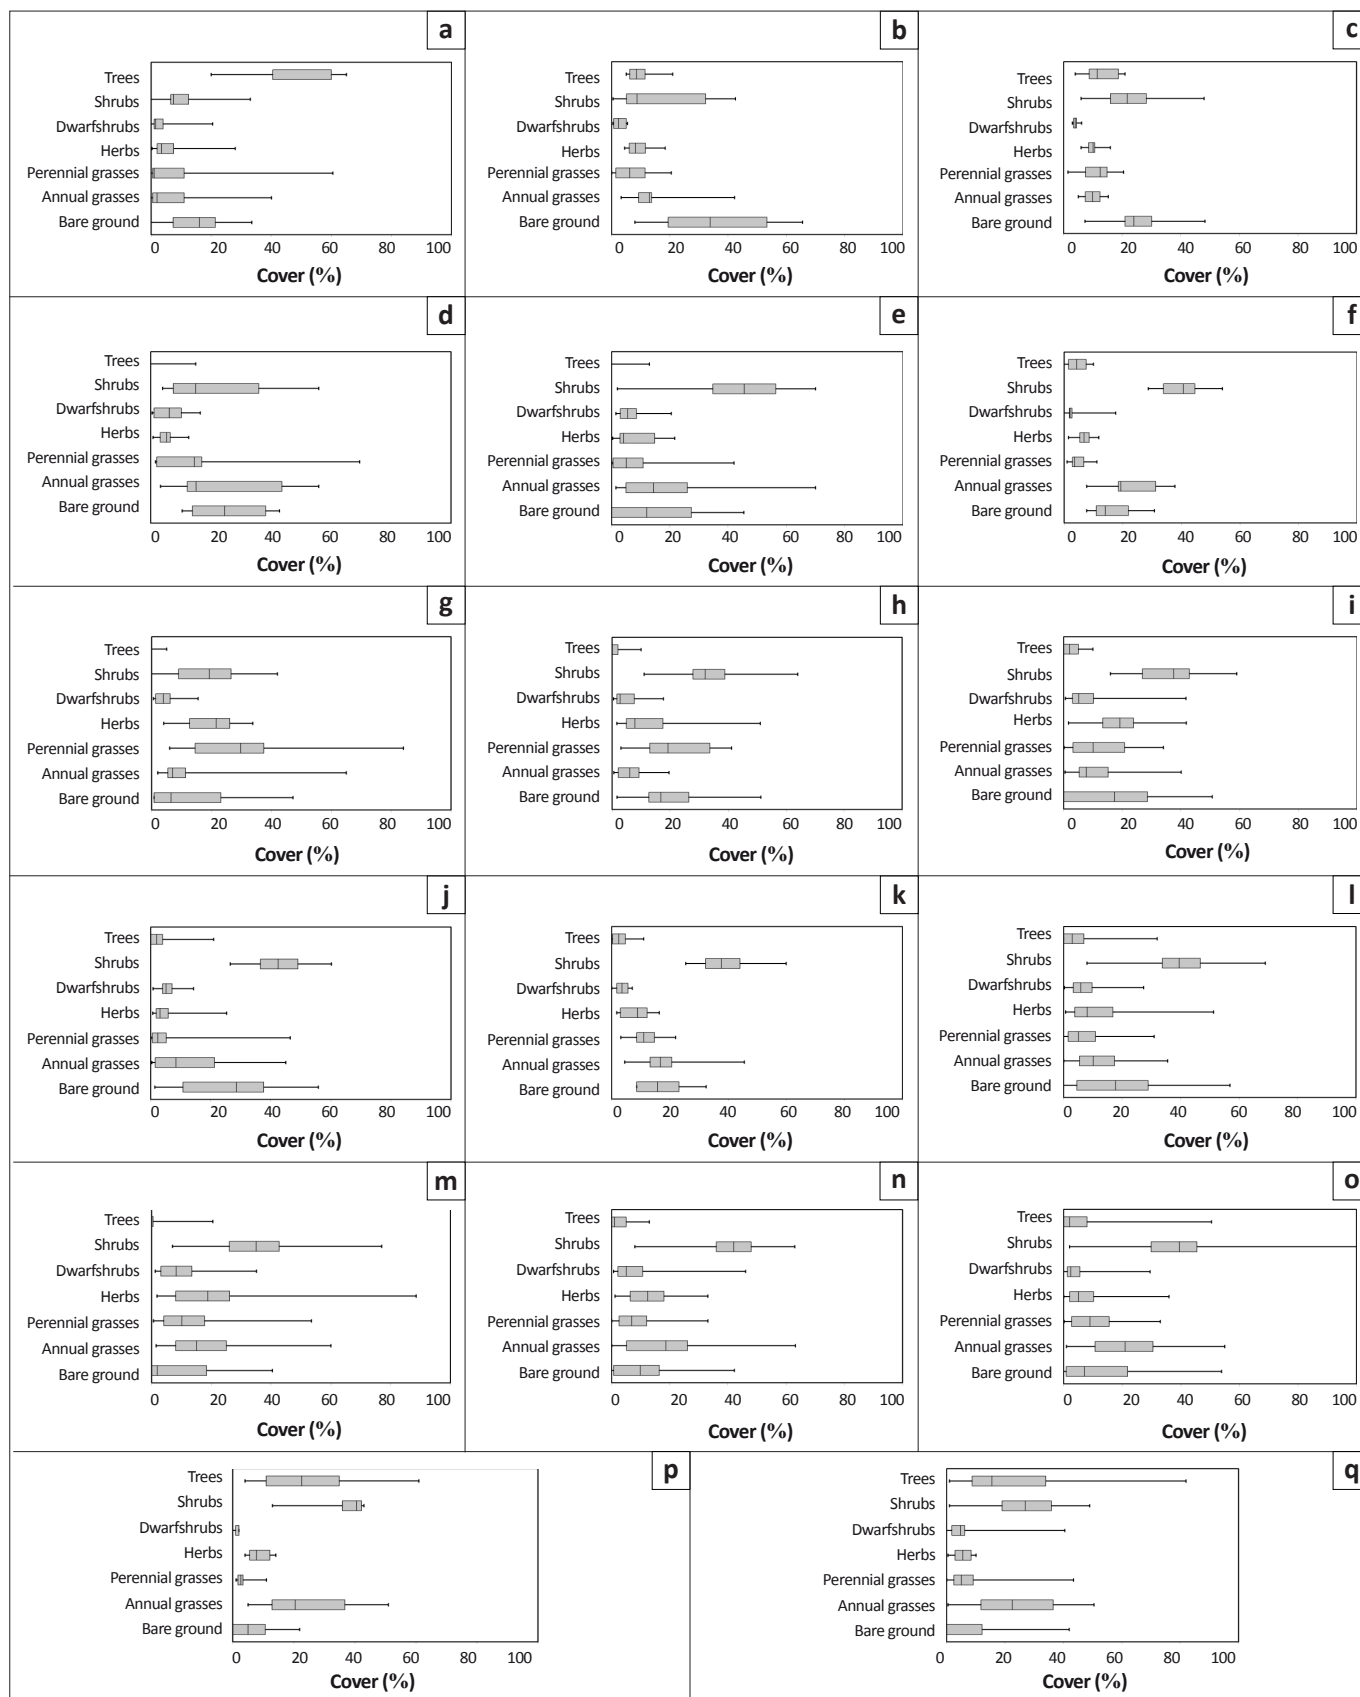 a
Trees
Shrubs
Dwarfshrubs
Herbs
Perennial grasses
Annual grasses
Bare ground
0 20 40 60 80 100
Cover (%)
b
Trees
Shrubs
Dwarfshrubs
Herbs
Perennial grasses
Annual grasses
Bare ground
0 20 40 60 80 100
Cover (%)
c
Trees
Shrubs
Dwarfshrubs
Herbs
Perennial grasses
Annual grasses
Bare ground
0 20 40 60 80 100
Cover (%)
d
Trees
Shrubs
Dwarfshrubs
Herbs
Perennial grasses
Annual grasses
Bare ground
0 20 40 60 80 100
Cover (%)
e
Trees
Shrubs
Dwarfshrubs
Herbs
Perennial grasses
Annual grasses
Bare ground
0 20 40 60 80 100
Cover (%)
f
Trees
Shrubs
Dwarfshrubs
Herbs
Perennial grasses
Annual grasses
Bare ground
0 20 40 60 80 100
Cover (%)
g
Trees
Shrubs
Dwarfshrubs
Herbs
Perennial grasses
Annual grasses
Bare ground
0 20 40 60 80 100
Cover (%)
h
Trees
Shrubs
Dwarfshrubs
Herbs
Perennial grasses
Annual grasses
Bare ground
0 20 40 60 80 100
Cover (%)
i
Trees
Shrubs
Dwarfshrubs
Herbs
Perennial grasses
Annual grasses
Bare ground
0 20 40 60 80 100
Cover (%)
j
Trees
Shrubs
Dwarfshrubs
Herbs
Perennial grasses
Annual grasses
Bare ground
0 20 40 60 80 100
Cover (%)
k
Trees
Shrubs
Dwarfshrubs
Herbs
Perennial grasses
Annual grasses
Bare ground
0 20 40 60 80 100
Cover (%)
l
Trees
Shrubs
Dwarfshrubs
Herbs
Perennial grasses
Annual grasses
Bare ground
0 20 40 60 80 100
Cover (%)
m
Trees
Shrubs
Dwarfshrubs
Herbs
Perennial grasses
Annual grasses
Bare ground
0 20 40 60 80 100
Cover (%)
n
Trees
Shrubs
Dwarfshrubs
Herbs
Perennial grasses
Annual grasses
Bare ground
0 20 40 60 80 100
Cover (%)
o
Trees
Shrubs
Dwarfshrubs
Herbs
Perennial grasses
Annual grasses
Bare ground
0 20 40 60 80 100
Cover (%)
p
Trees
Shrubs
Dwarfshrubs
Herbs
Perennial grasses
Annual grasses
Bare ground
0 20 40 60 80 100
Cover (%)
q
Trees
Shrubs
Dwarfshrubs
Herbs
Perennial grasses
Annual grasses
Bare ground
0 20 40 60 80 100
Cover (%)